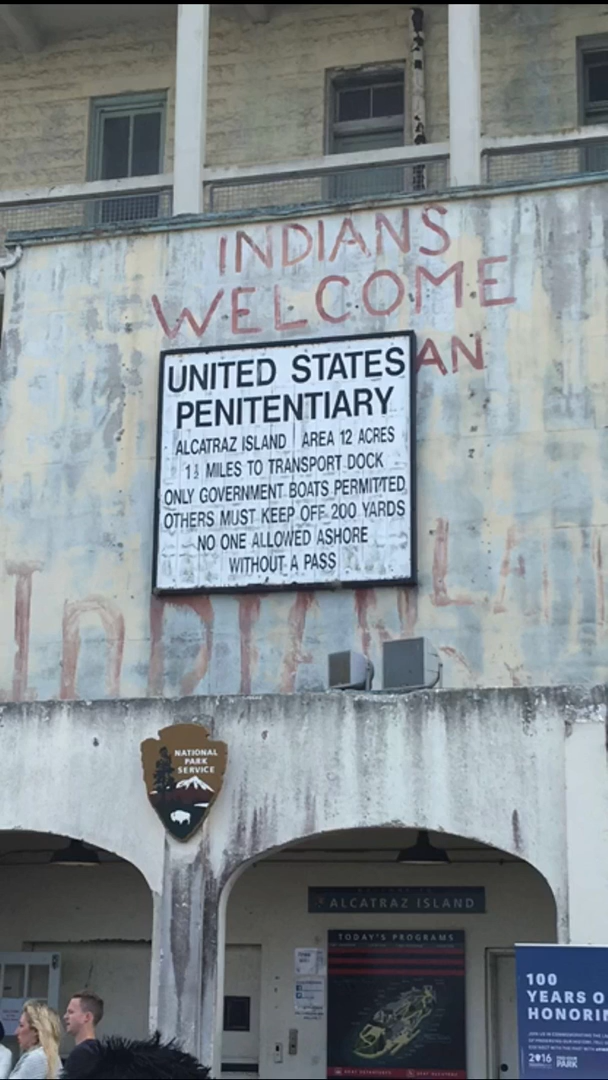 INDIANS
WELCOME
AN
UNITED STATES
PENITENTIARY
ALCATRAZ ISLAND AREA 12 ACRES
1½ MILES TO TRANSPORT DOCK
ONLY GOVERNMENT BOATS PERMITTED
OTHERS MUST KEEP OFF 200 YARDS
NO ONE ALLOWED ASHORE
WITHOUT A PASS
INDIAN LAN
NATIONAL
PARK
SERVICE
ALCATRAZ ISLAND
TODAY'S PROGRAMS
100
YEARS O
HONORIN
2016